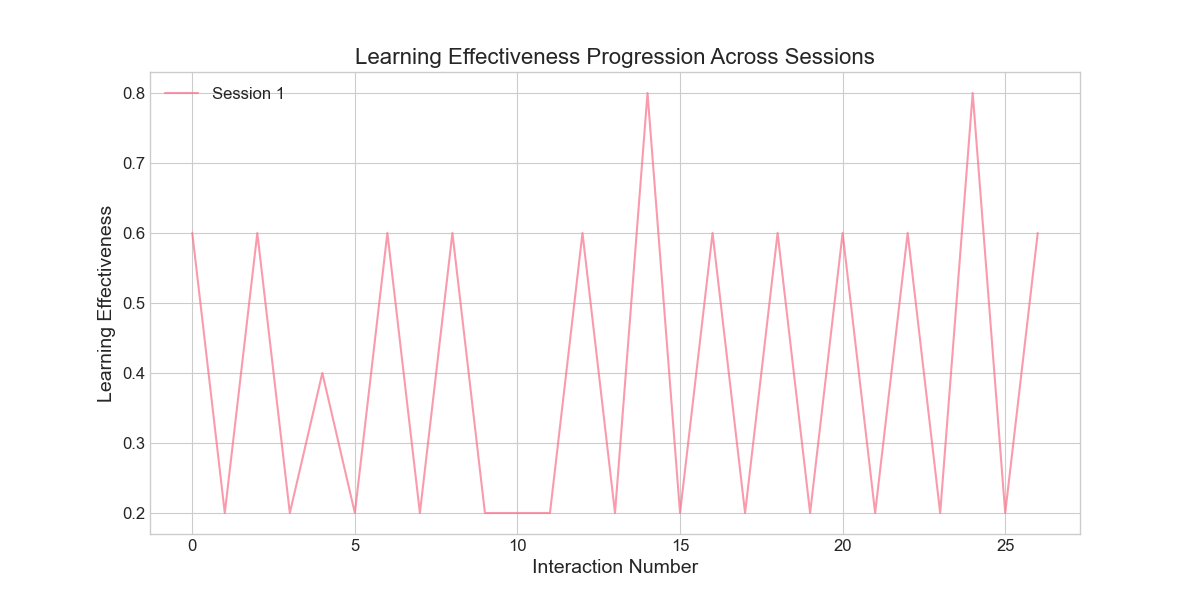 Learning Effectiveness Progression Across Sessions
Session 1
Learning Effectiveness
0.8
0.7
0.6
0.5
0.4
0.3
0.2
0 5 10 15 20 25
Interaction Number